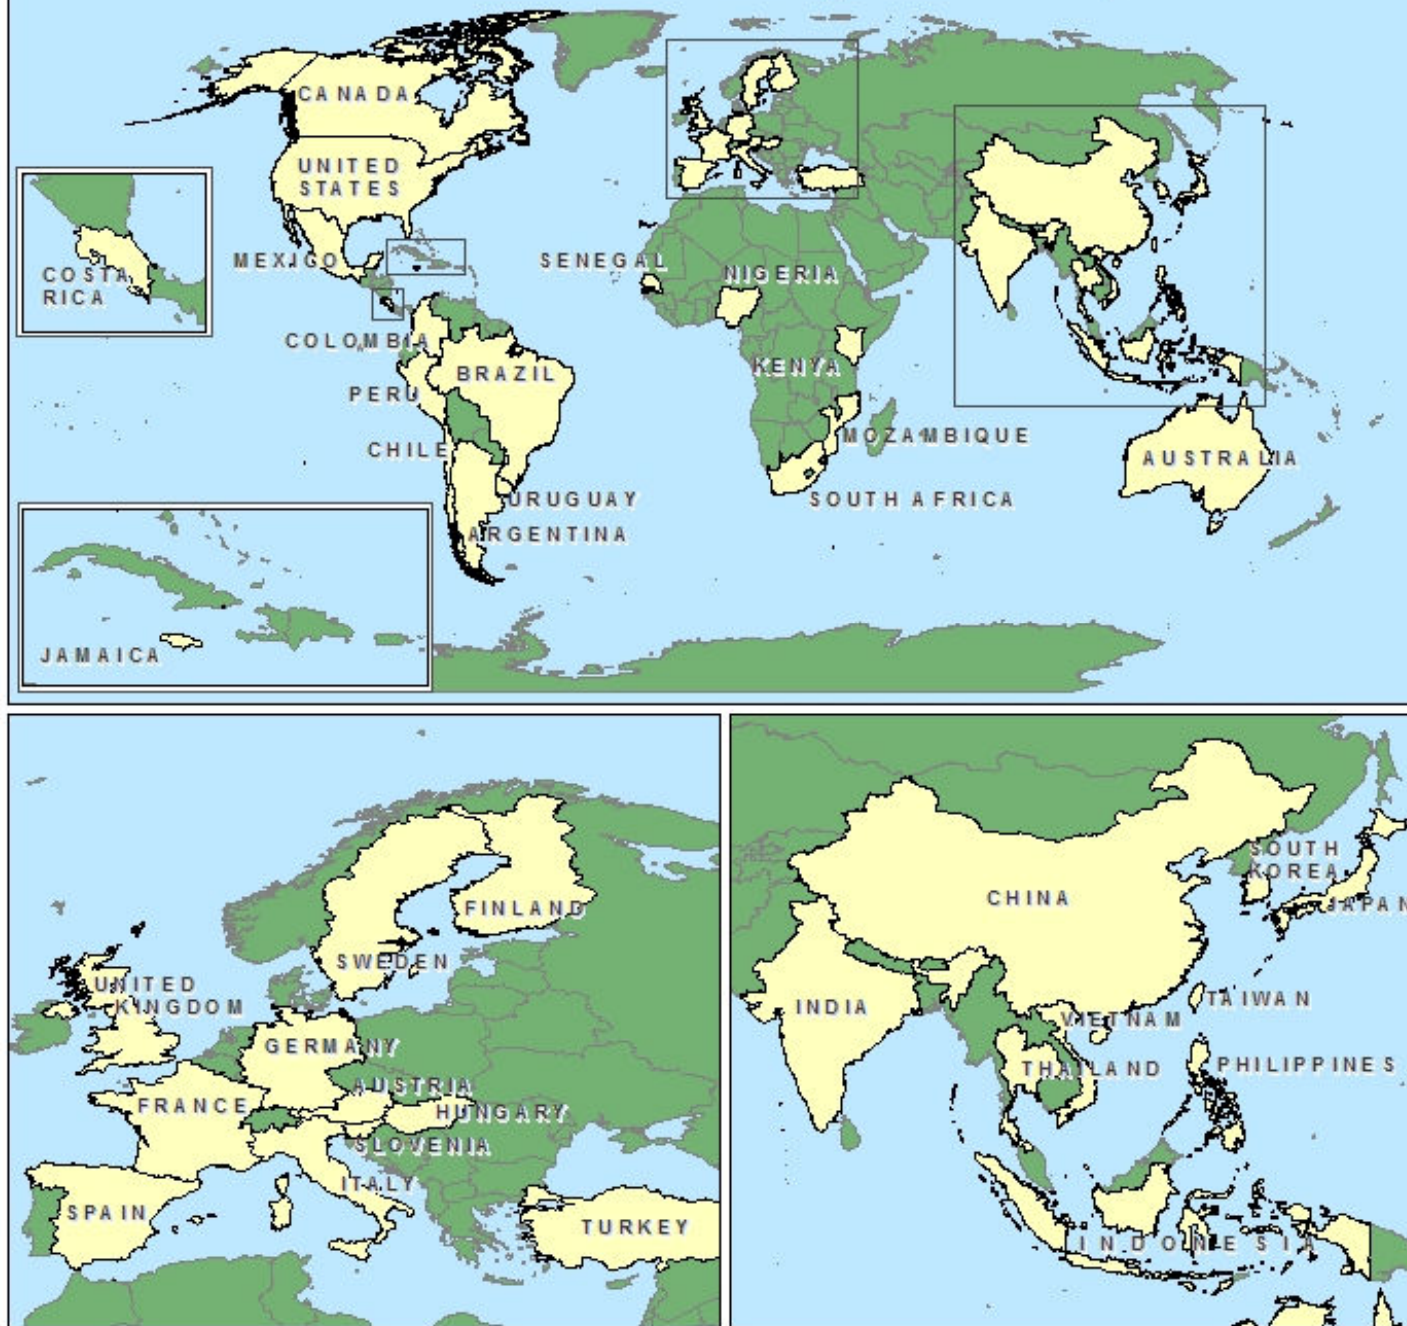 CANADA
UNITED
STATES
MEXICO
COSTA
RICA
SENEGAL
NIGERIA
COLOMBIA
BRAZIL
KENYA
PERU
CHILE
MOZAMBIQUE
AUSTRALIA
URUGUAY
SOUTH AFRICA
ARGENTINA
JAMAICA
FINLAND
SWEDEN
UNITED
KINGDOM
GERMANY
AUSTRIA
FRANCE
HUNGARY
SLOVENIA
ITALY
SPAIN
TURKEY
SOUTH
KOREA
CHINA
JAPAN
INDIA
TAIWAN
VIETNAM
THAILAND
PHILIPPINES
INDONESIA